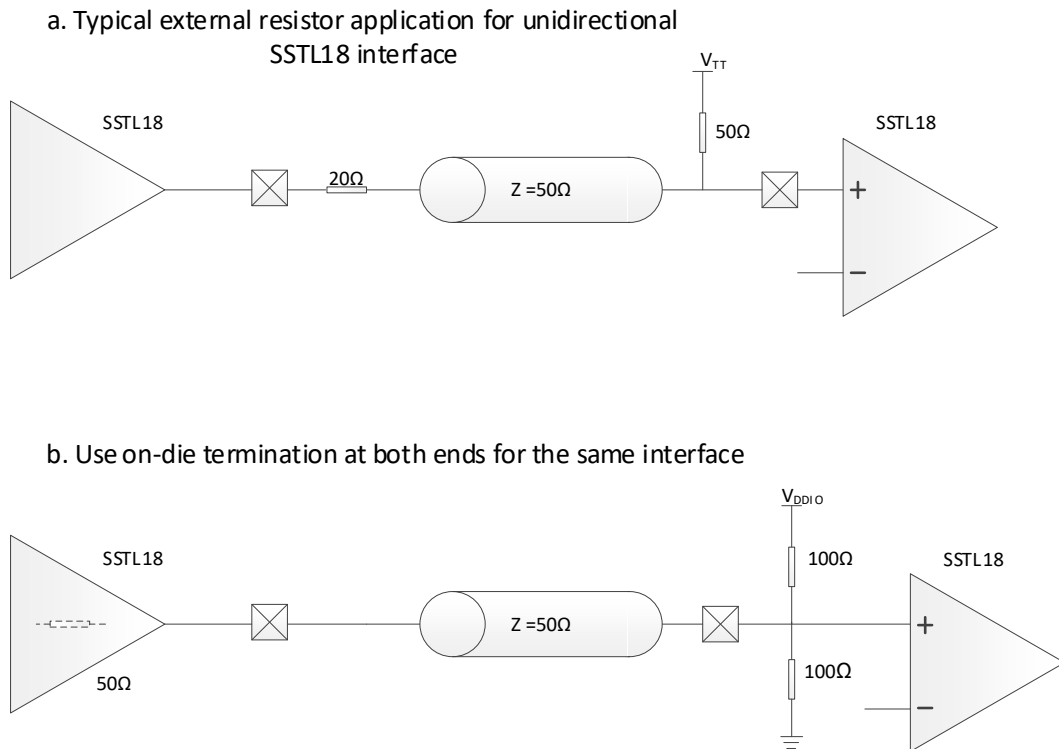 a. Typical external resistor application for unidirectional
SSTL18 interface
VTT
SSTL18
50Ω
SSTL18
20Ω
Z =50Ω
+
−
b. Use on-die termination at both ends for the same interface
VDDIO
SSTL18
100Ω
SSTL18
Z =50Ω
+
50Ω
100Ω
−